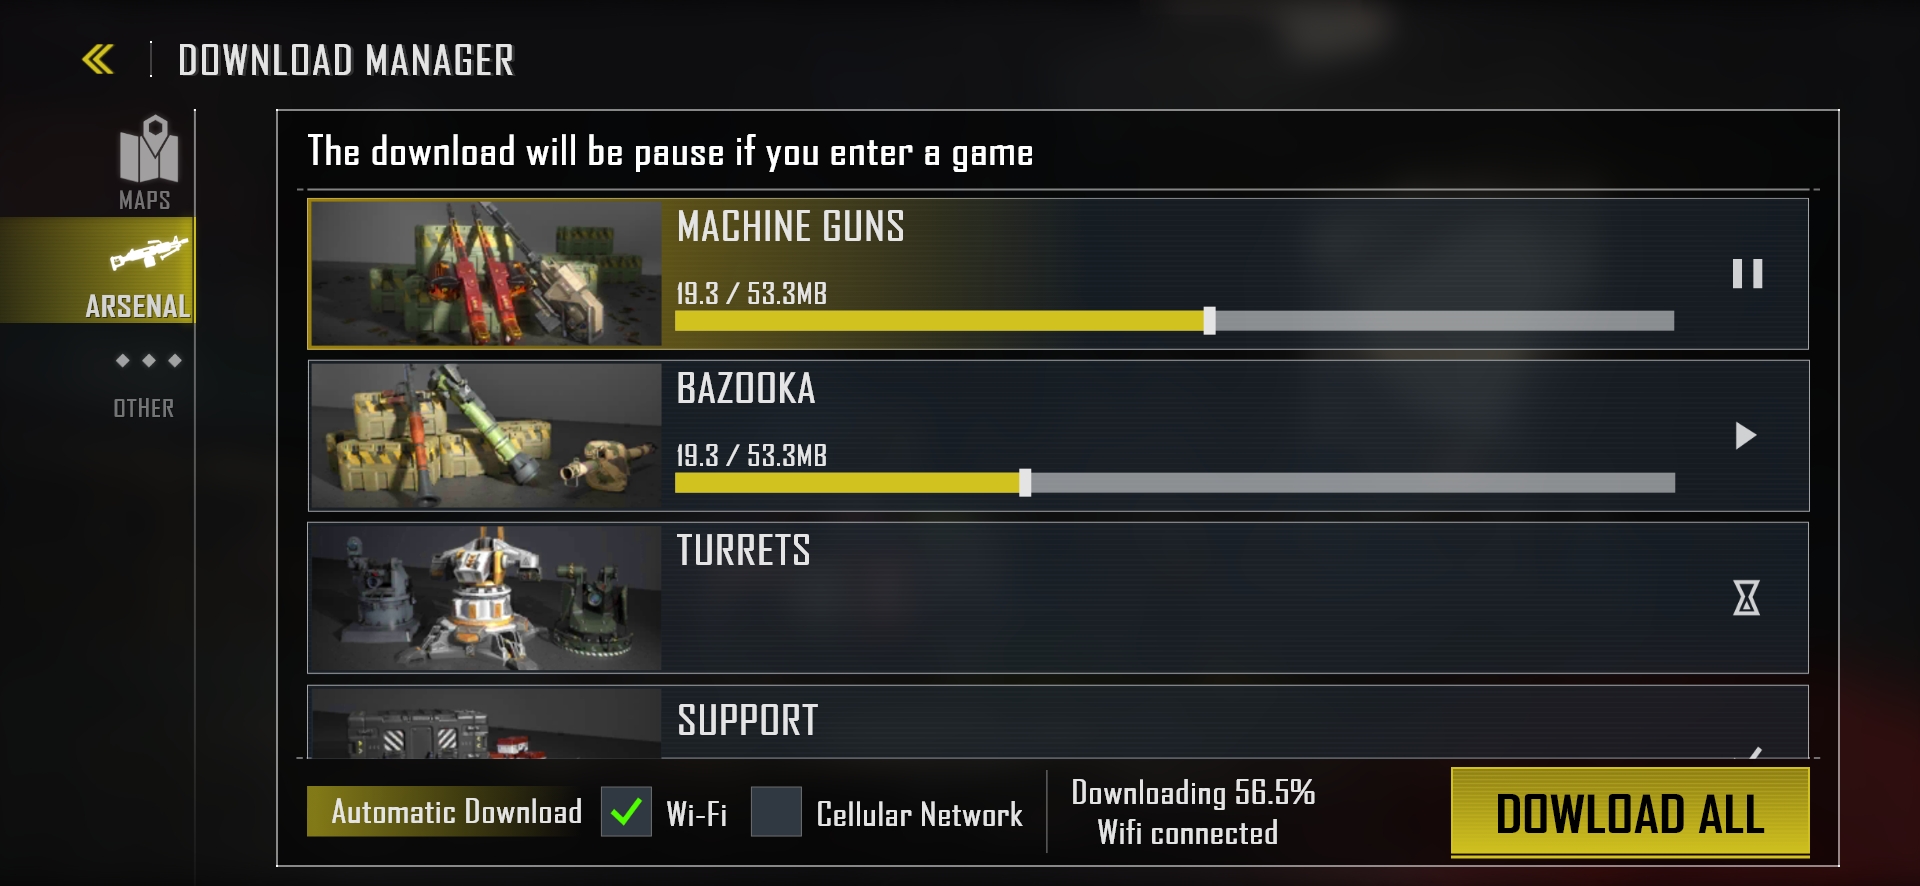 DOWNLOAD MANAGER
MAPS
ARSENAL
OTHER
The download will be pause if you enter a game
MACHINE GUNS
19.3 / 53.3MB
BAZOOKA
19.3 / 53.3MB
TURRETS
SUPPORT
Automatic Download
Wi-Fi
Cellular Network
Downloading 56.5%
Wifi connected
DOWLOAD ALL